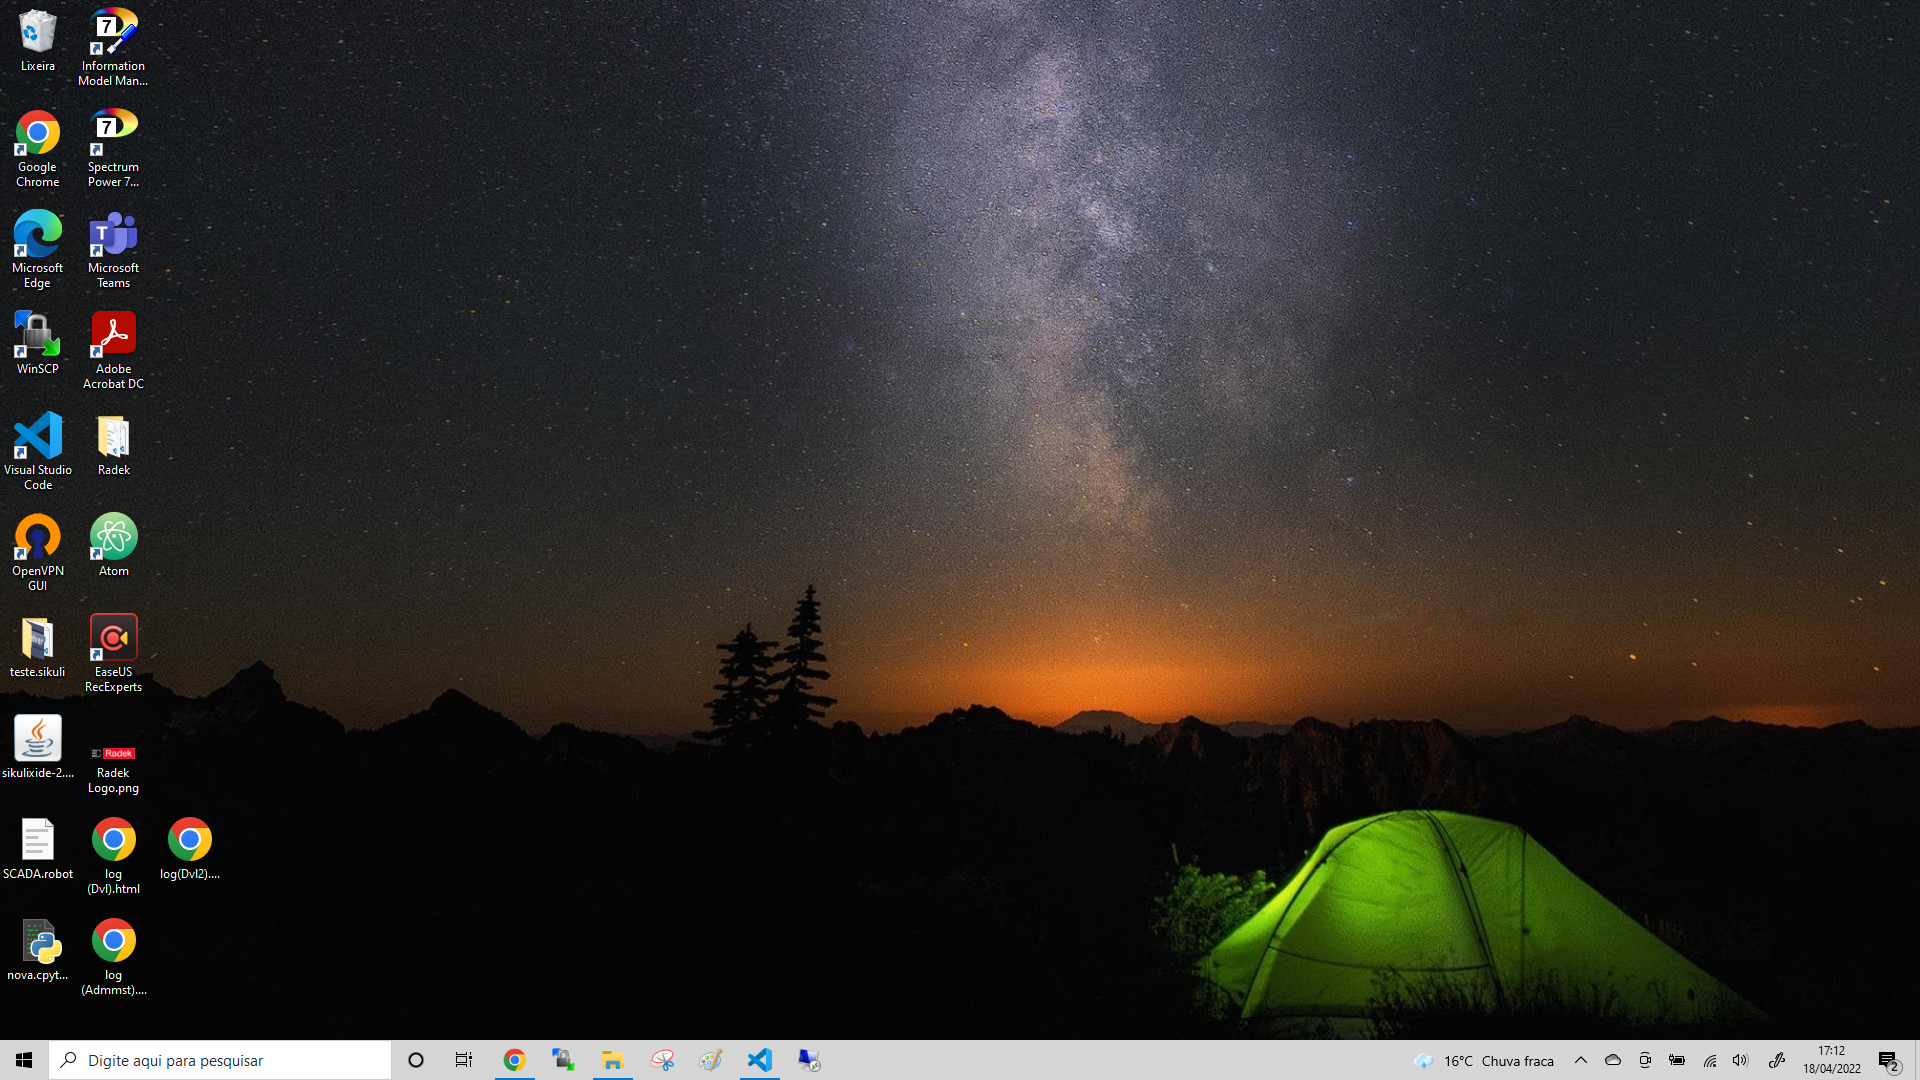 Lixeira
Information
Model Man...
Google
Chrome
7
Spectrum
Power 7...
Microsoft
Edge
Microsoft
Teams
WinSCP
Adobe
Acrobat DC
Visual Studio
Code
Radek
OpenVPN
GUI
Atom
teste.sikuli
EaseUS
RecExperts
sikulixide-2....
Radek
Radek
Logo.png
SCADA.robot
log
(Dvl).html
log(Dvl2)....
nova.cpyt...
log
(Admmst)....
Digite aqui para pesquisar
16°C Chuva fraca
17:12
18/04/2022
2